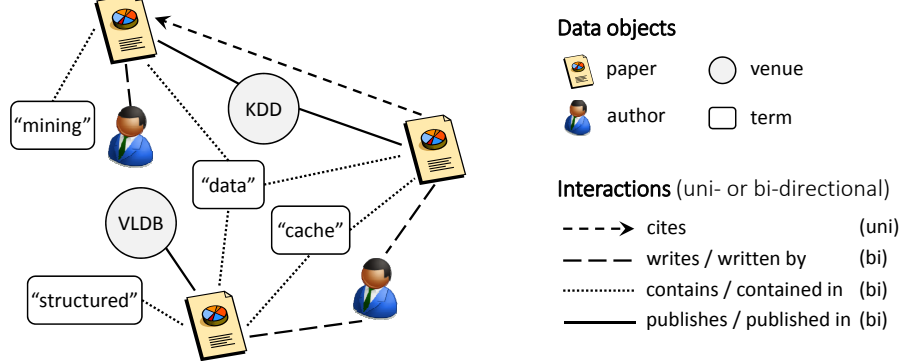 “mining”
KDD
“data”
VLDB
“cache”
“structured”
Data objects
paper
venue
author
term
Interactions (uni- or bi-directional)
cites (uni)
writes / written by (bi)
contains / contained in (bi)
publishes / published in (bi)